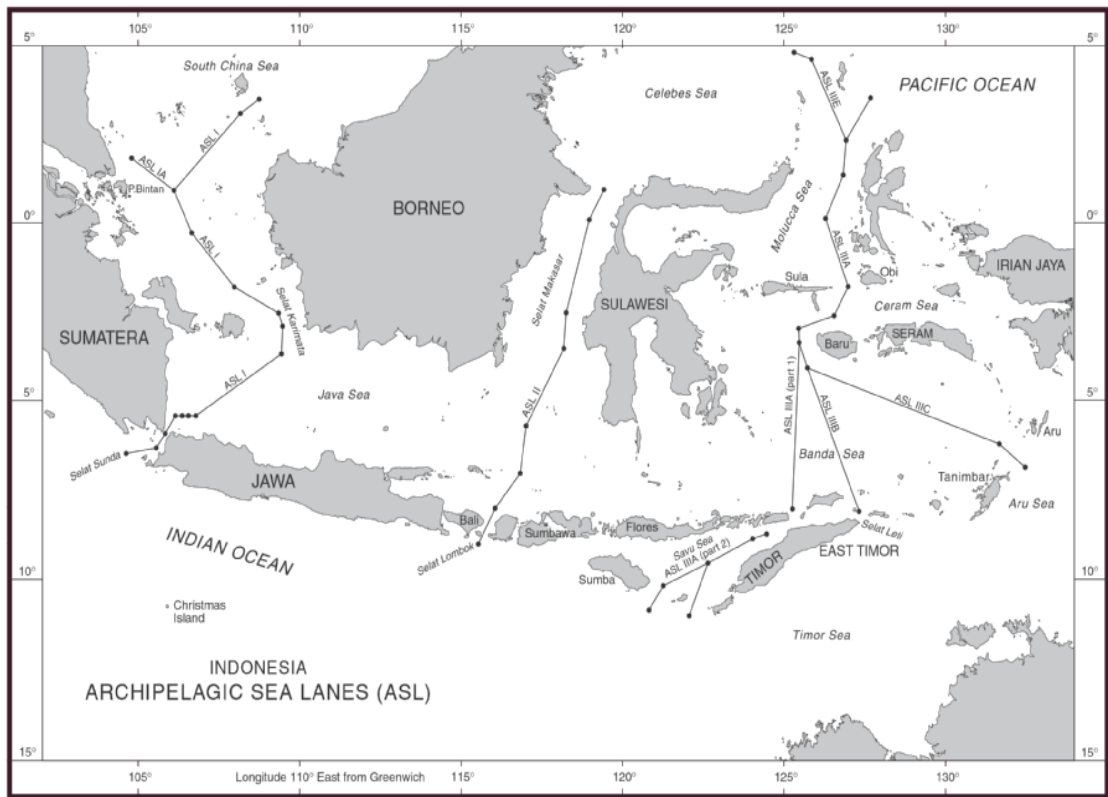 105° 110° 115° 120° 125° 130°
5° 5°
South China Sea
Celebes Sea
PACIFIC OCEAN
ASL IIIE
ASL I
ASL IA
P.Bintan
BORNEO
Molucca Sea
0° 0°
ASL I
ASL IIIA
IRIAN JAYA
Selat Makasar
Sula
Obi
SULAWESI
Ceram Sea
SUMATERA
Selat Karimata
Baru
SERAM
ASL I
ASL II
ASL IIIA (part 1)
ASL IIIB
ASL IIIC
Java Sea
5° 5°
Aru
Selat Sunda
Banda Sea
JAWA
Tanimbar
Aru Sea
Bali
Sumbawa
Flores
Selat Lombok
Selat Leti
INDIAN OCEAN
Savu Sea
ASL IIIA (part 2)
EAST TIMOR
TIMOR
Sumba
10° 10°
Christmas
Island
Timor Sea
INDONESIA
ARCHIPELAGIC SEA LANES (ASL)
15° 15°
Longitude 110° East from Greenwich
105° 110° 115° 120° 125° 130°